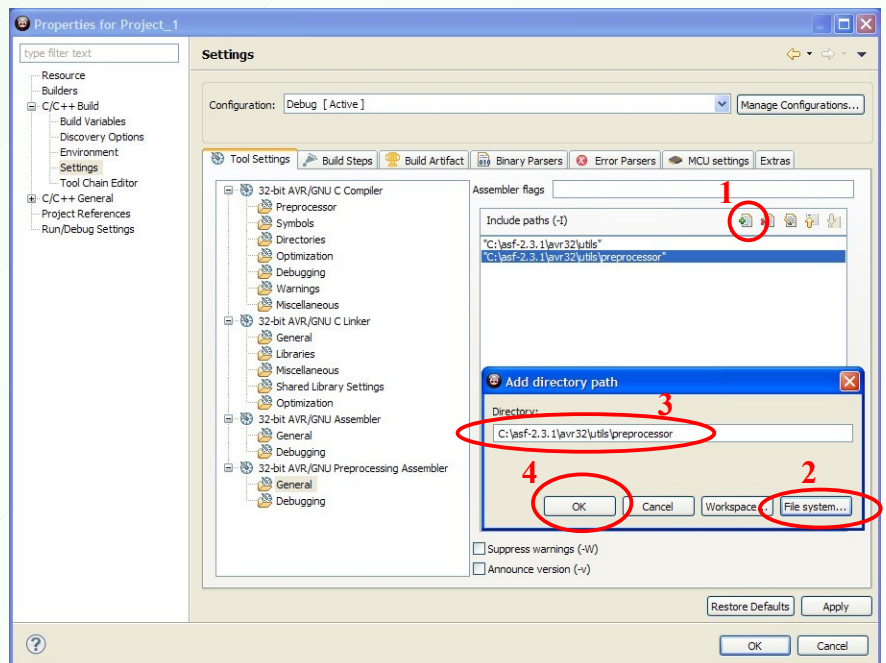 Properties for Project_1
type filter text
Resource
Builders
C/C++ Build
Build Variables
Discovery Options
Environment
Settings
Tool Chain Editor
C/C++ General
Project References
Run/Debug Settings
Settings
Configuration: Debug [ Active ]
Manage Configurations...
Tool Settings
Build Steps
Build Artifact
Binary Parsers
Error Parsers
MCU settings
Extras
32-bit AVR/GNU C Compiler
Preprocessor
Symbols
Directories
Optimization
Debugging
Warnings
Miscellaneous
32-bit AVR/GNU C Linker
General
Libraries
Miscellaneous
Shared Library Settings
Optimization
32-bit AVR/GNU Assembler
General
Debugging
32-bit AVR/GNU Preprocessing Assembler
General
Debugging
Assembler flags
1
Include paths (-I)
"C:\asf-2.3.1\avr32\utils"
"C:\asf-2.3.1\avr32\utils\preprocessor"
Add directory path
3
Directory:
C:\asf-2.3.1\avr32\utils\preprocessor
4
2
OK
Cancel
Workspace...
File system...
Suppress warnings (-W)
Announce version (-v)
Restore Defaults
Apply
?
OK
Cancel